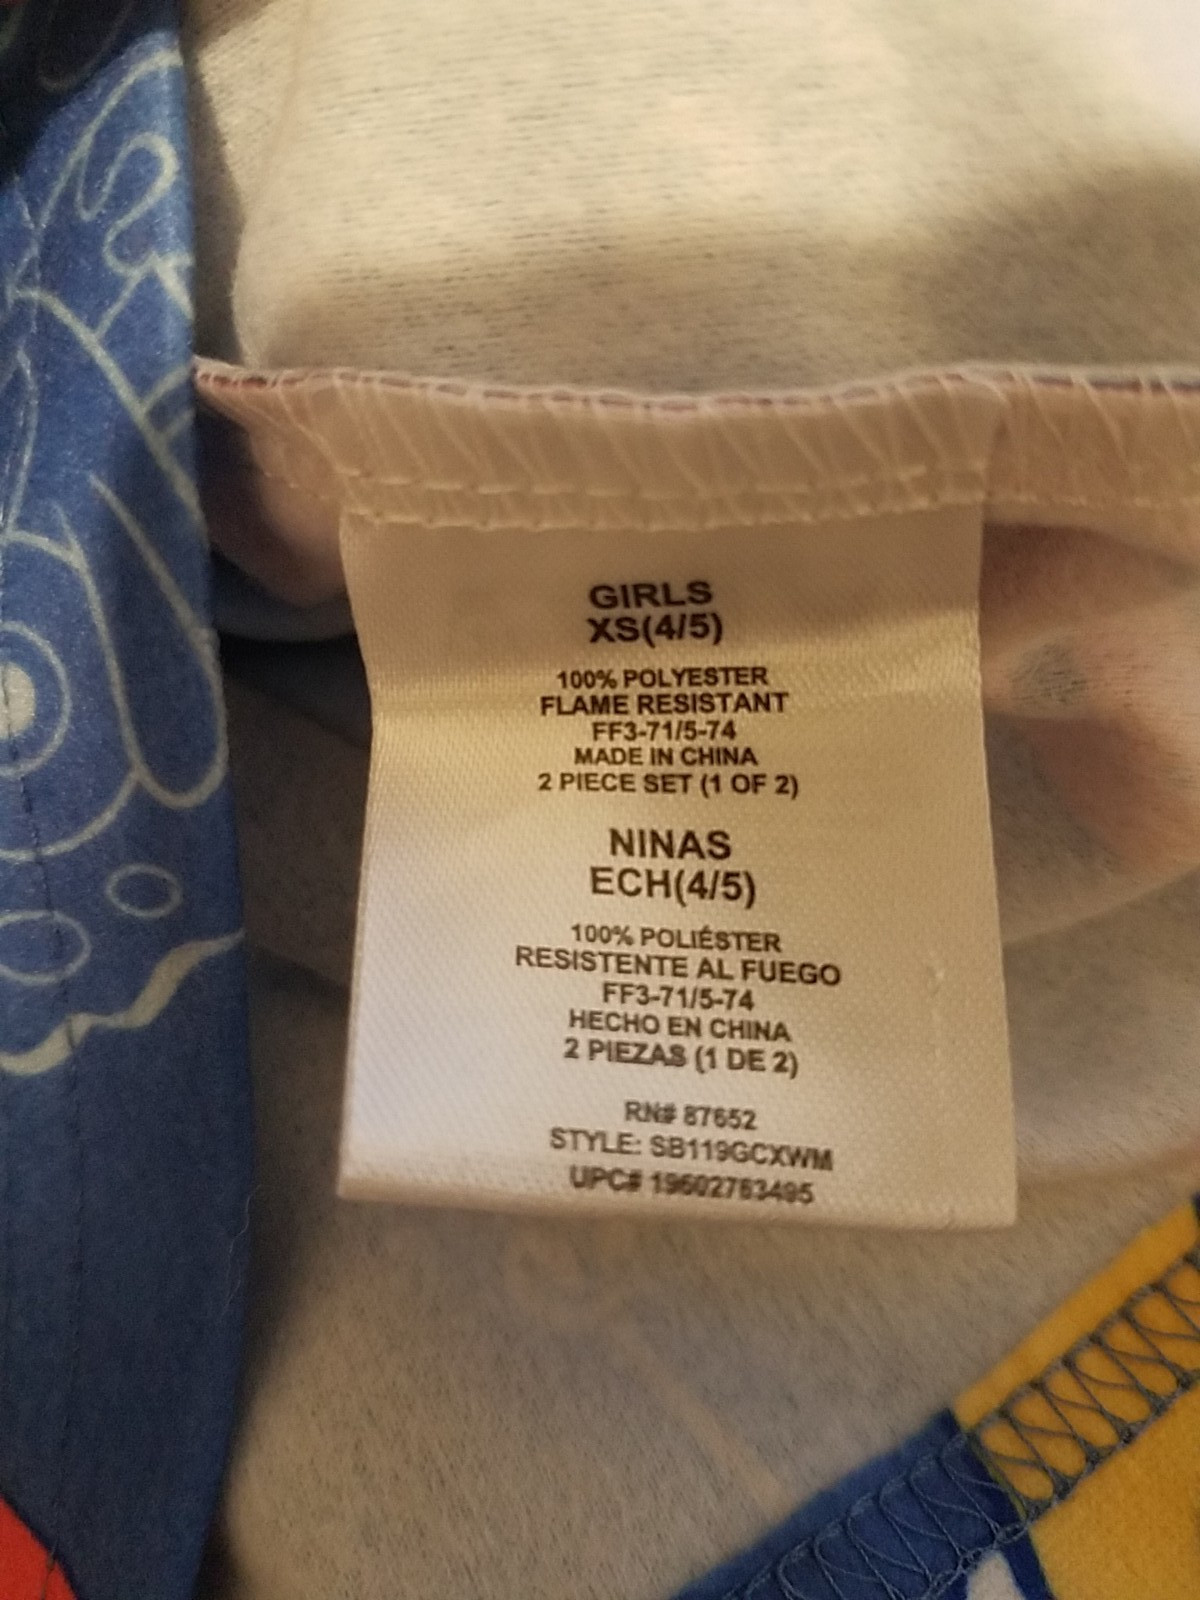 GIRLS
XS(4/5)
100% POLYESTER
FLAME RESISTANT
FF3-71/5-74
MADE IN CHINA
2 PIECE SET (1 OF 2)
NINAS
ECH(4/5)
100% POLIÉSTER
RESISTENTE AL FUEGO
FF3-71/5-74
HECHO EN CHINA
2 PIEZAS (1 DE 2)
RN# 87652
STYLE: SB119GCXWM
UPC# 19602763495